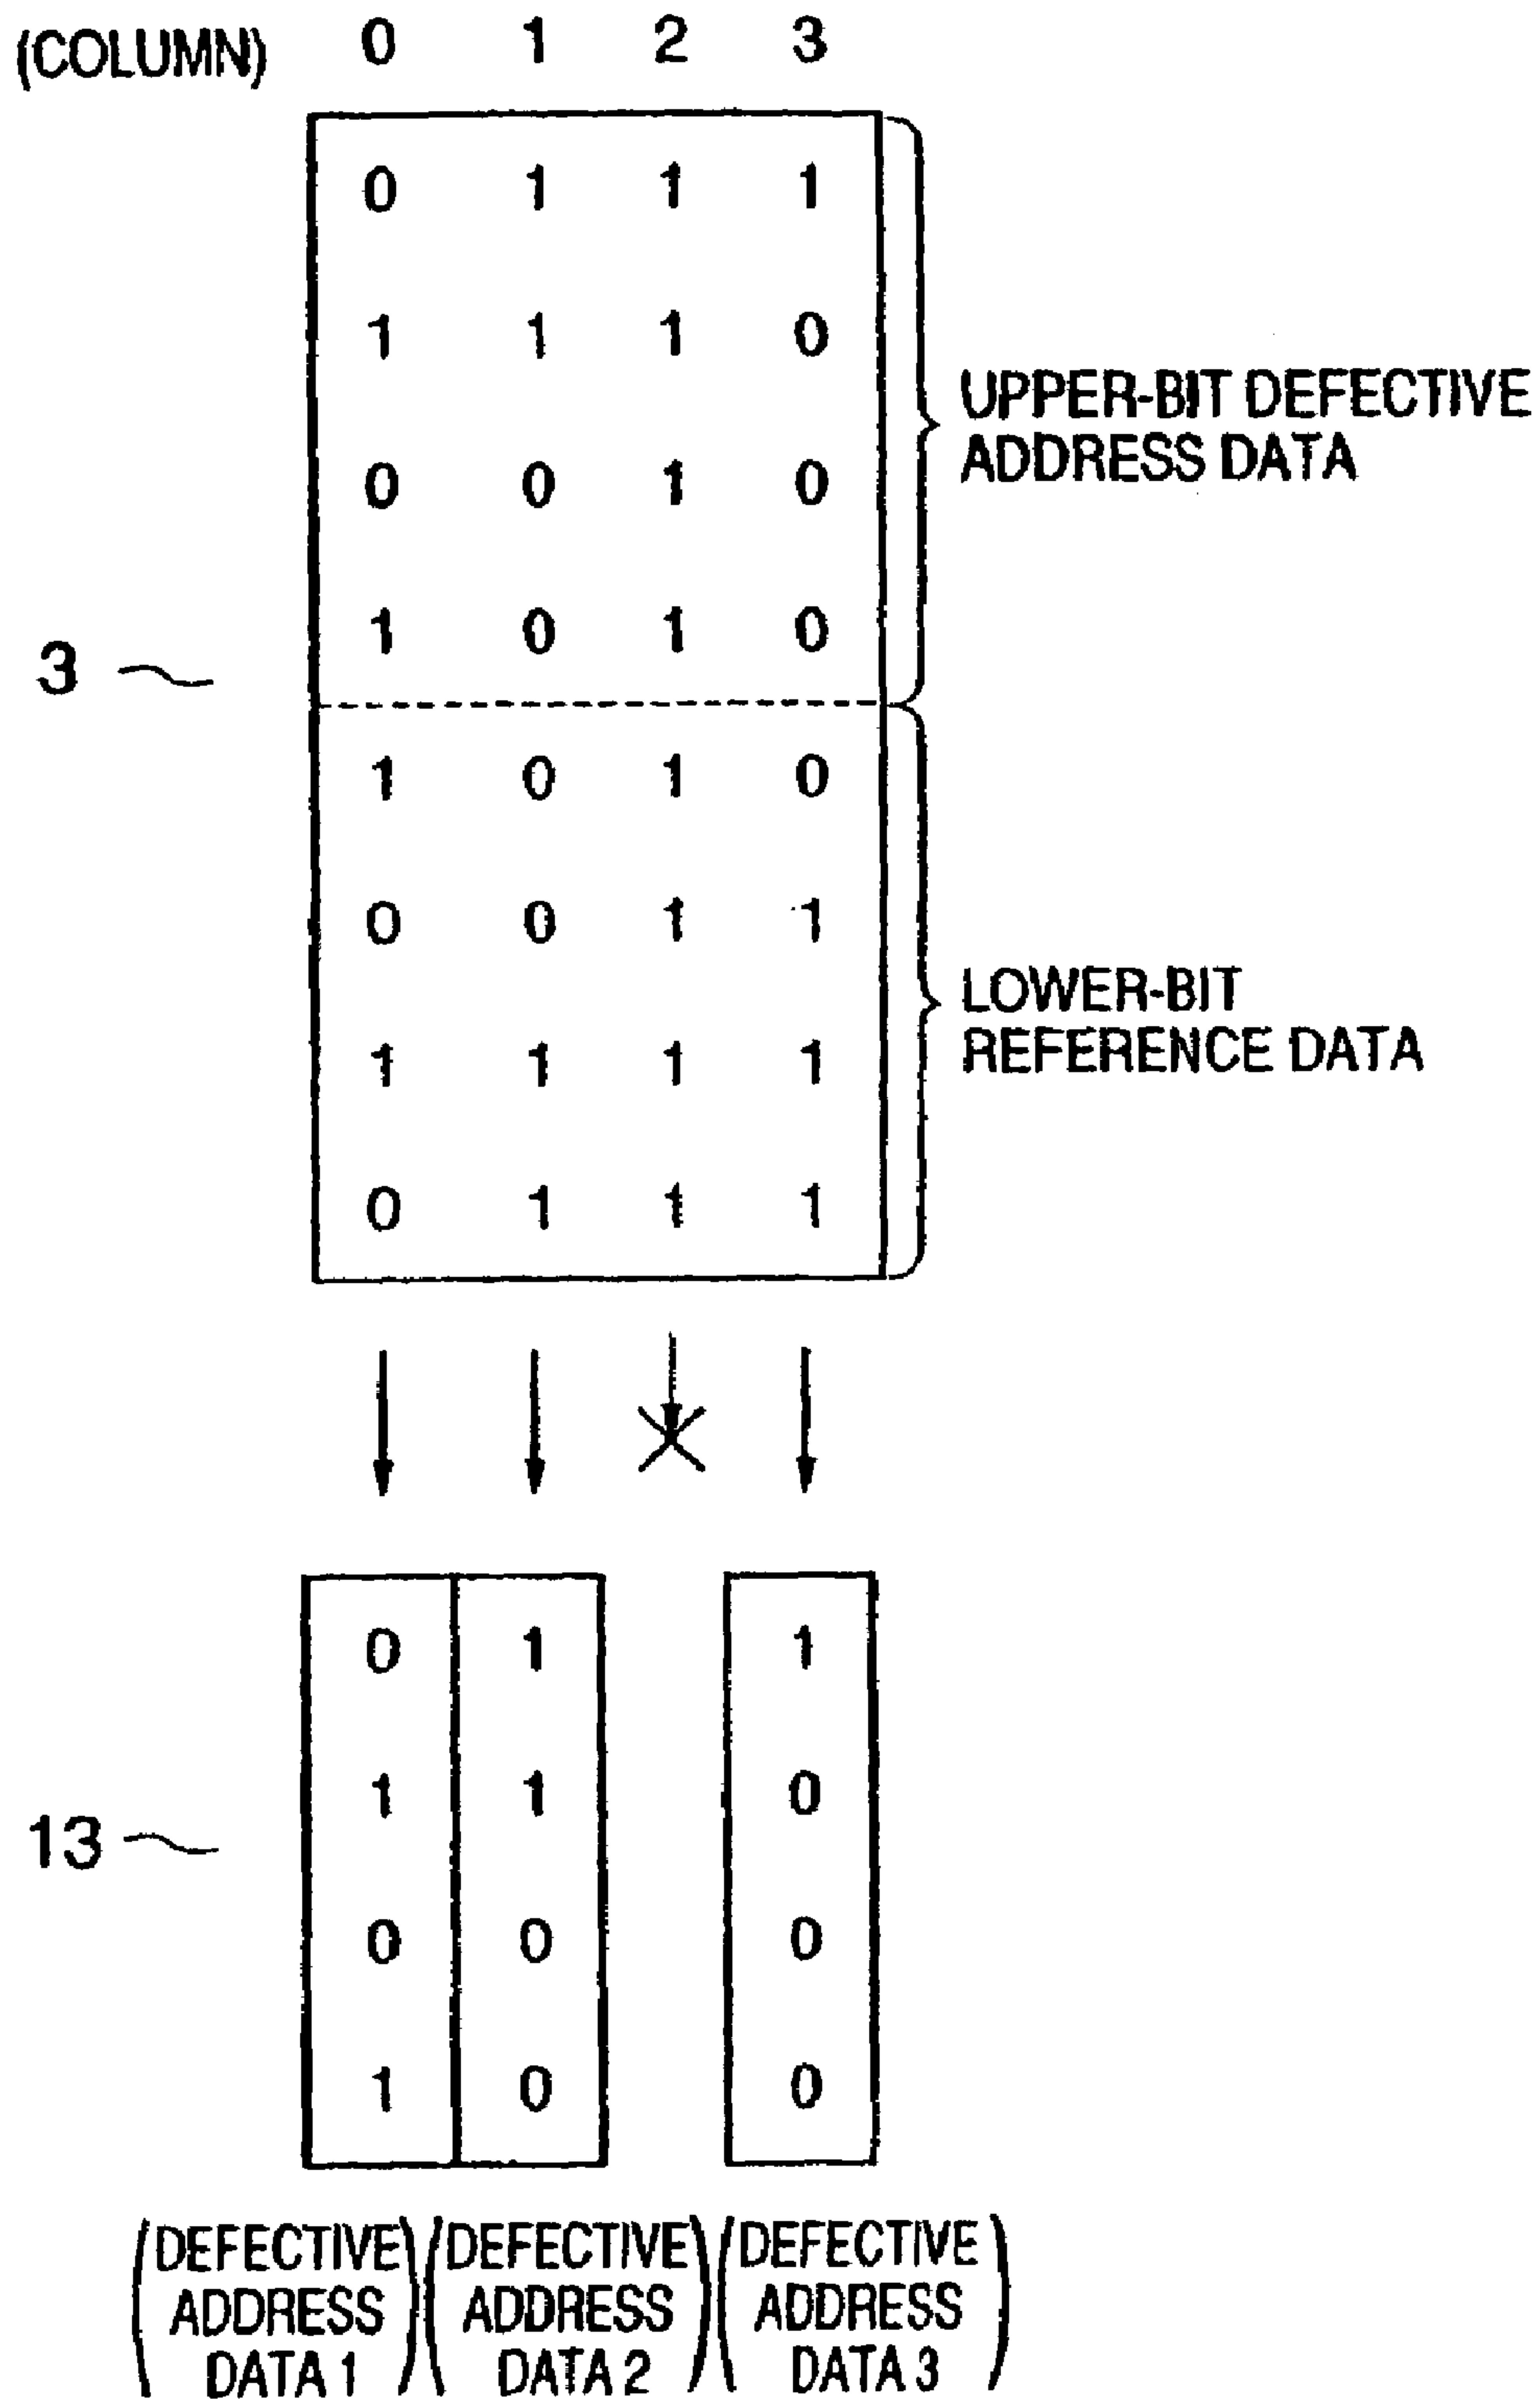 (COLUMN) 0 1 2 3
0 1 1 1
1 1 1 0
UPPER-BIT DEFECTIVE
ADDRESS DATA
0 0 1 0
1 0 1 0
3
1 0 1 0
0 0 1 1
LOWER-BIT
REFERENCE DATA
1 1 1 1
0 1 1 1
0 1 1
1 1 0
13
0 0 0
1 0 0
(DEFECTIVE ADDRESS DATA 1)
(DEFECTIVE ADDRESS DATA 2)
(DEFECTIVE ADDRESS DATA 3)